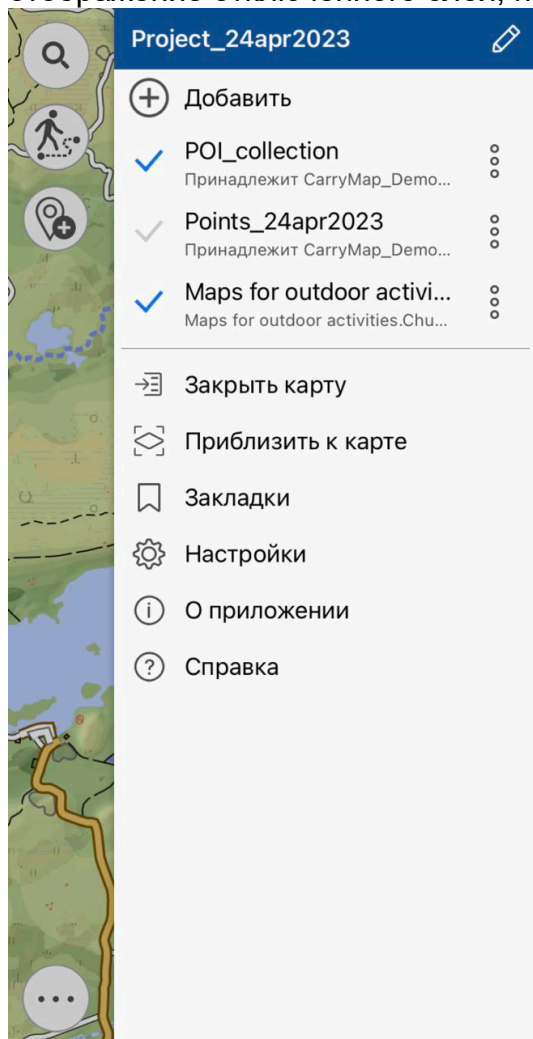 Project_24apr2023
Добавить
POI_collection
Принадлежит CarryMap_Demo...
Points_24apr2023
Принадлежит CarryMap_Demo...
Maps for outdoor activi...
Maps for outdoor activities.Chu...
Закрыть карту
Приблизить к карте
Закладки
Настройки
О приложении
Справка